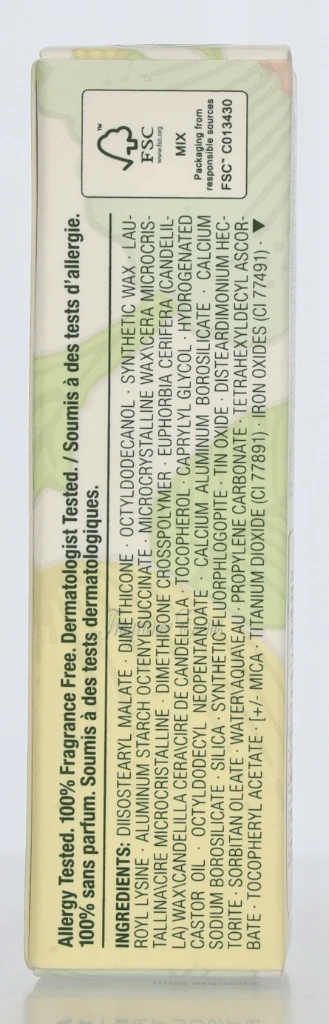 Allergy Tested. 100% Fragrance Free. Dermatologist Tested. / Soumis à des tests d'allergie.
100% sans parfum. Soumis à des tests dermatologiques.
INGREDIENTS: DIISOSTEARYL MALATE · DIMETHICONE · OCTYLDODECANOL · SYNTHETIC WAX · LAU-
ROYL LYSINE · ALUMINUM STARCH OCTENYLSUCCINATE · MICROCRYSTALLINE WAX\CERA MICROCRIS-
TALLINA\CIRE MICROCRISTALLINE · DIMETHICONE CROSSPOLYMER · EUPHORBIA CERIFERA (CANDELIL-
LA) WAX\CANDELILLA CERA\CIRE DE CANDELILLA · TOCOPHEROL · CAPRYLYL GLYCOL · HYDROGENATED
CASTOR OIL · OCTYLDODECYL NEOPENTANOATE · CALCIUM ALUMINUM BOROSILICATE · CALCIUM
SODIUM BOROSILICATE · SILICA · SYNTHETIC FLUORPHLOGOPITE · TIN OXIDE · DISTEARDIMONIUM HEC-
TORITE · SORBITAN OLEATE · WATER\AQUA\EAU · PROPYLENE CARBONATE · TETRAHEXYLDECYL ASCOR-
BATE · TOCOPHERYL ACETATE · [+/- MICA · TITANIUM DIOXIDE (CI 77891) · IRON OXIDES (CI 77491) · ▼
FSC
www.fsc.org
MIX
Packaging from
responsible sources
FSC™ C013430